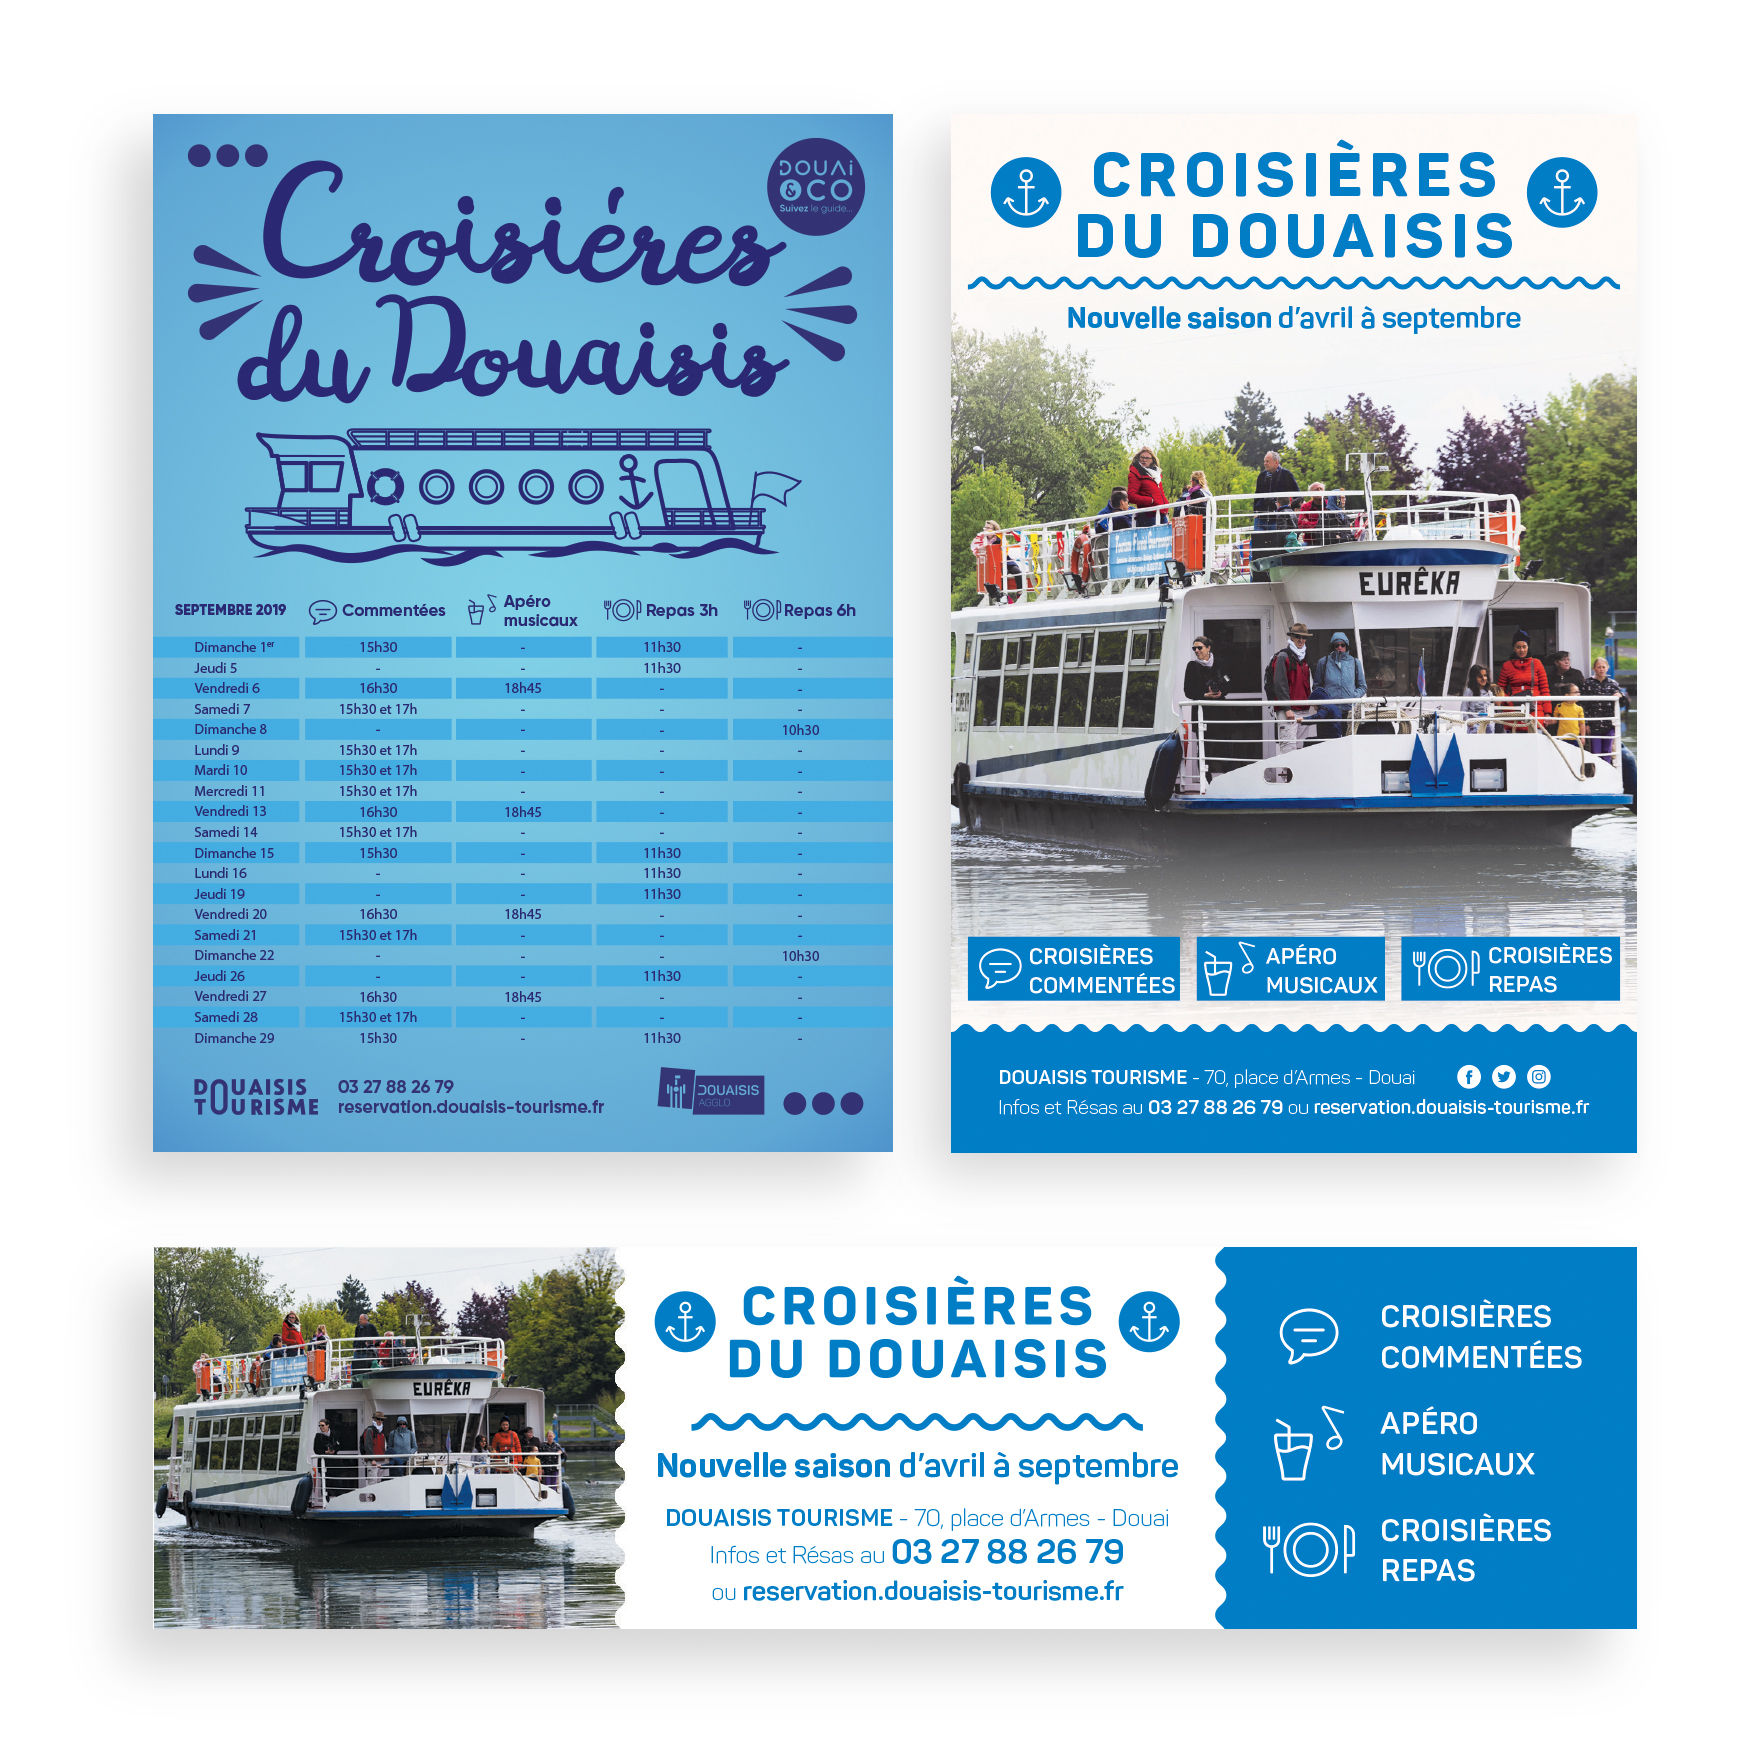 DOUAi
&CO
Suivez le guide...
Croisiéres
du Douaisis
SEPTEMBRE 2019 Commentées Apéro musicaux Repas 3h Repas 6h
Dimanche 1er 15h30 - 11h30 -
Jeudi 5 - - 11h30 -
Vendredi 6 16h30 18h45 - -
Samedi 7 15h30 et 17h - - -
Dimanche 8 - - - 10h30
Lundi 9 15h30 et 17h - - -
Mardi 10 15h30 et 17h - - -
Mercredi 11 15h30 et 17h - - -
Vendredi 13 16h30 18h45 - -
Samedi 14 15h30 et 17h - - -
Dimanche 15 15h30 - 11h30 -
Lundi 16 - - 11h30 -
Jeudi 19 - - 11h30 -
Vendredi 20 16h30 18h45 - -
Samedi 21 15h30 et 17h - - -
Dimanche 22 - - - 10h30
Jeudi 26 - - 11h30 -
Vendredi 27 16h30 18h45 - -
Samedi 28 15h30 et 17h - - -
Dimanche 29 15h30 - 11h30 -
DOUAISIS
TOURISME
03 27 88 26 79
reservation.douaisis-tourisme.fr
DOUAISIS
AGGLO
CROISIÈRES
DU DOUAISIS
Nouvelle saison d'avril à septembre
EURÊKA
CROISIÈRES
COMMENTÉES
APÉRO
MUSICAUX
CROISIÈRES
REPAS
DOUAISIS TOURISME - 70, place d'Armes - Douai
Infos et Résas au 03 27 88 26 79 ou reservation.douaisis-tourisme.fr
EURÊKA
CROISIÈRES
DU DOUAISIS
Nouvelle saison d'avril à septembre
DOUAISIS TOURISME - 70, place d'Armes - Douai
Infos et Résas au 03 27 88 26 79
ou reservation.douaisis-tourisme.fr
CROISIÈRES
COMMENTÉES
APÉRO
MUSICAUX
CROISIÈRES
REPAS